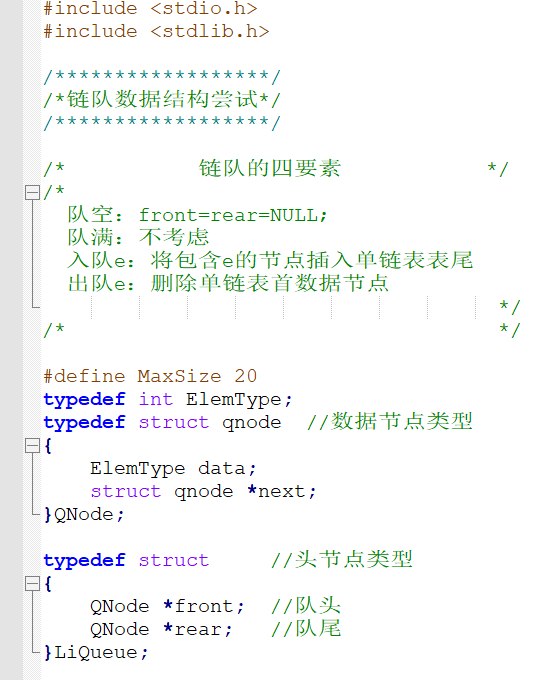 #include <stdio.h>
#include <stdlib.h>
/******************/
/*链队数据结构尝试*/
/******************/
/* 链队的四要素 */
/*
队空: front=rear=NULL;
队满: 不考虑
入队e: 将包含e的节点插入单链表表尾
出队e: 删除单链表首数据节点
*/
/* */
#define MaxSize 20
typedef int ElemType;
typedef struct qnode //数据节点类型
{
ElemType data;
struct qnode *next;
}QNode;
typedef struct //头节点类型
{
QNode *front; //队头
QNode *rear; //队尾
}LiQueue;